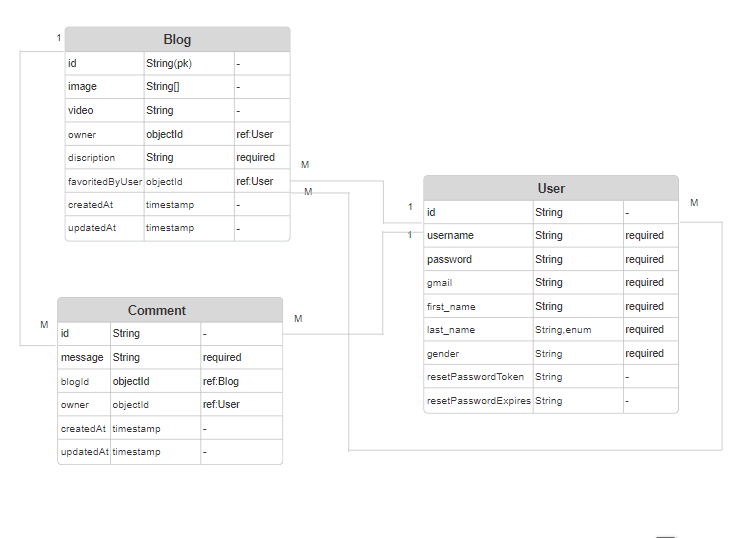 1
Blog
id String(pk) -
image String[] -
video String -
owner objectId ref:User
discription String required
favoritedByUser objectId ref:User
createdAt timestamp -
updatedAt timestamp -
M
M
User
1
M
id String -
1
username String required
password String required
gmail String required
first_name String required
last_name String,enum required
gender String required
resetPasswordToken String -
resetPasswordExpires String -
Comment
M
M
id String -
message String required
blogId objectId ref:Blog
owner objectId ref:User
createdAt timestamp -
updatedAt timestamp -